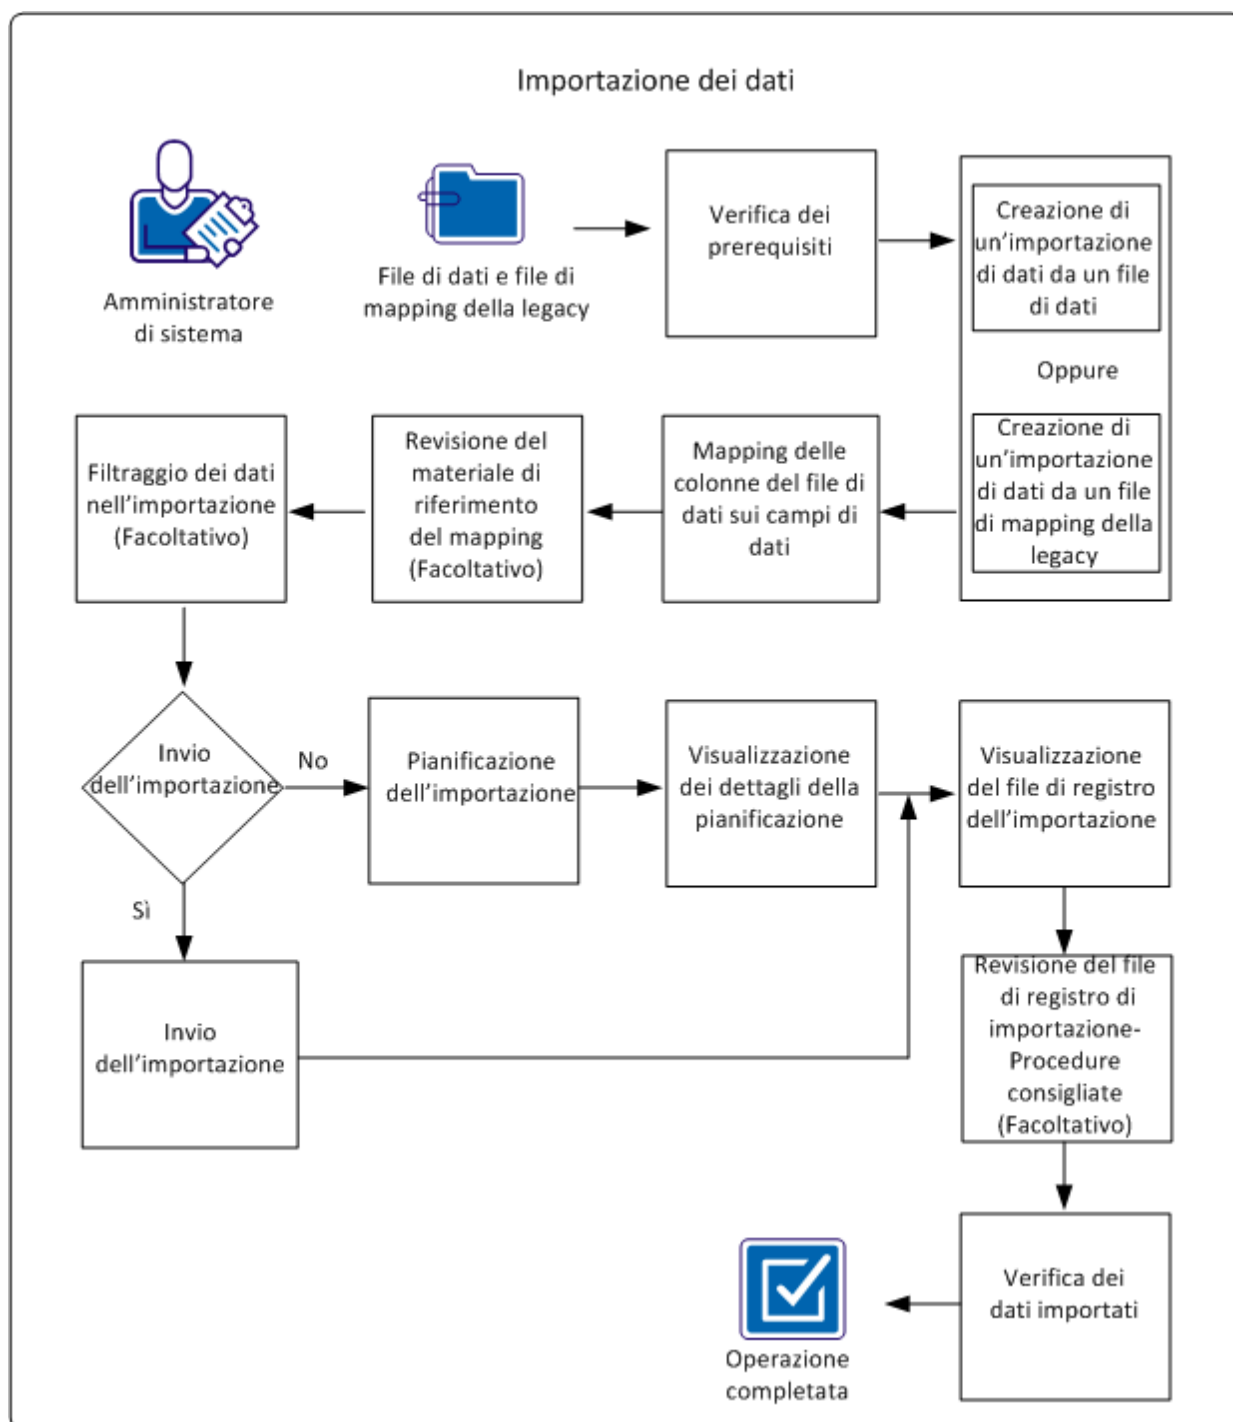 Importazione dei dati
Amministratore
di sistema
File di dati e file di
mapping della legacy
Verifica dei
prerequisiti
Creazione di
un’importazione
di dati da un file
di dati
Oppure
Creazione di
un’importazione
di dati da un file
di mapping della
legacy
Mapping delle
colonne del file di
dati sui campi di
dati
Revisione del
materiale di
riferimento
del mapping
(Facoltativo)
Filtraggio dei dati
nell’importazione
(Facoltativo)
Invio
dell’importazione
No
Pianificazione
dell’importazione
Visualizzazione
dei dettagli della
pianificazione
Visualizzazione
del file di registro
dell’importazione
Sì
Invio
dell’importazione
Revisione del file
di registro di
importazione-
Procedure
consigliate
(Facoltativo)
Verifica dei
dati importati
Operazione
completata